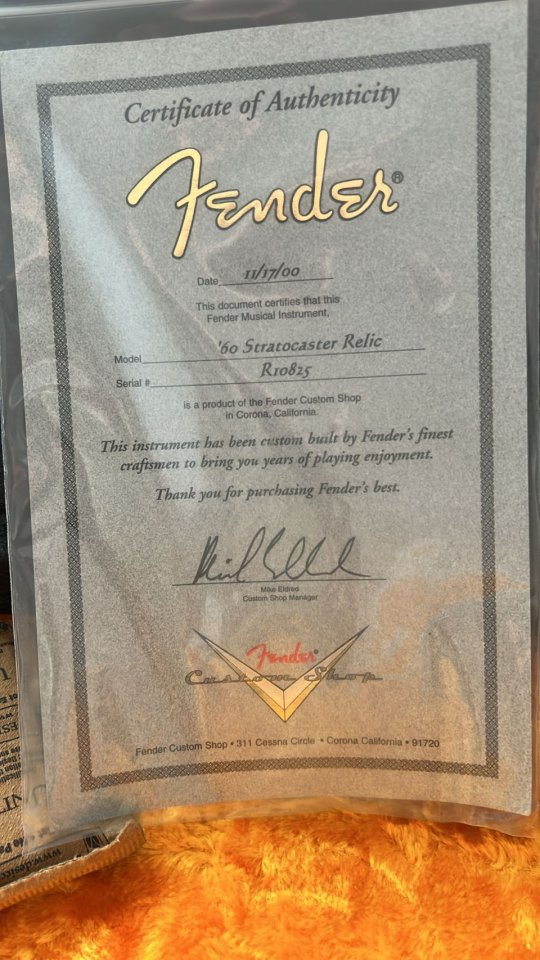 Certificate of Authenticity
Fender®
Date 11/17/00
This document certifies that this
Fender Musical Instrument,
Model '60 Stratocaster Relic
Serial # R10825
is a product of the Fender Custom Shop
in Corona, California.
This instrument has been custom built by Fender's finest
craftsmen to bring you years of playing enjoyment.
Thank you for purchasing Fender's best.
Mike Eldred
Custom Shop Manager
Fender®
Custom Shop
Fender Custom Shop • 311 Cessna Circle • Corona California • 91720